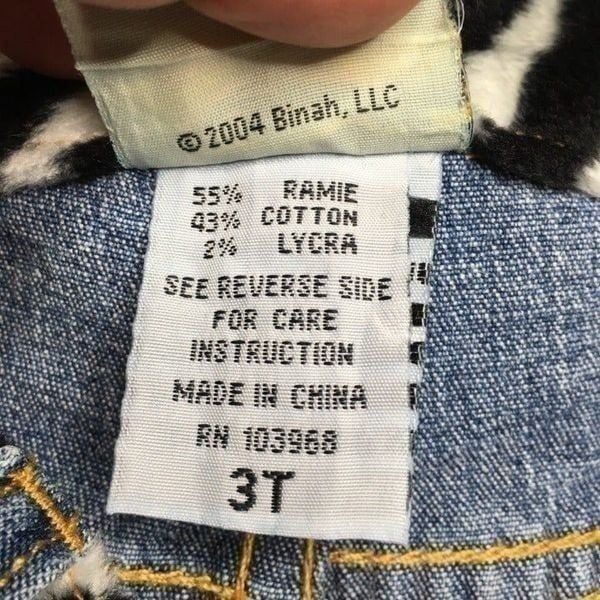 © 2004 Binah, LLC
55% RAMIE
43% COTTON
2% LYCRA
SEE REVERSE SIDE
FOR CARE
INSTRUCTION
MADE IN CHINA
RN 103968
3T